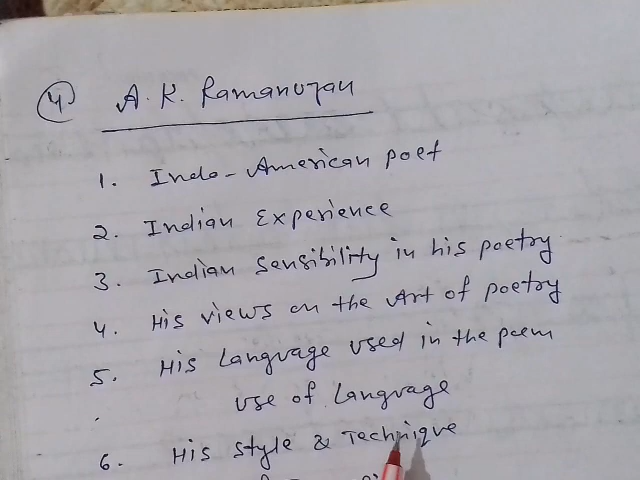 4 A. K. Ramanujan
1. Indo-American poet
2. Indian Experience
3. Indian Sensibility in his poetry
4. His views on the Art of poetry
5. His Language used in the poem
use of Language
6. His Style & Technique